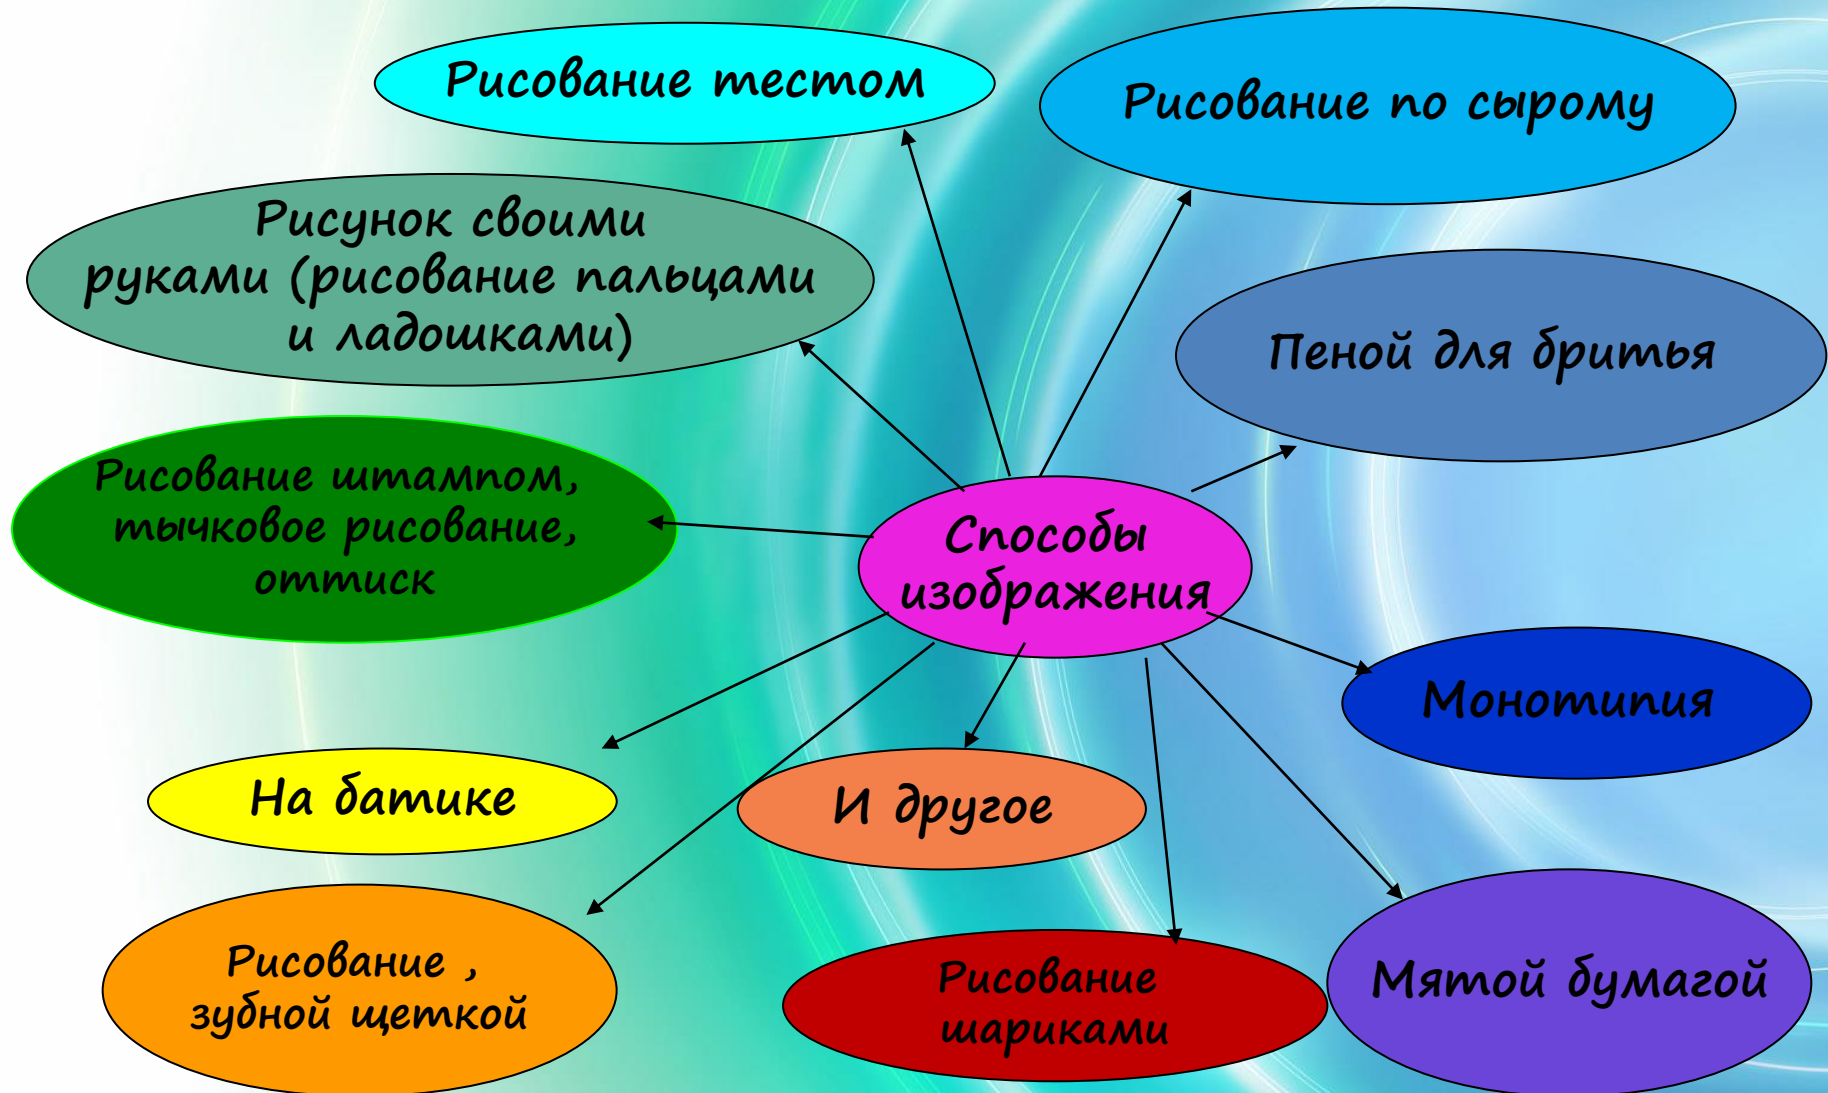 Рисование тестом
Рисование по сырому
Рисунок своими
руками (рисование пальцами
и ладошками)
Пеной для бритья
Рисование штампом,
тычковое рисование,
оттиск
Способы
изображения
Монотипия
На батике
И другое
Рисование ,
зубной щеткой
Рисование
шариками
Мятой бумагой